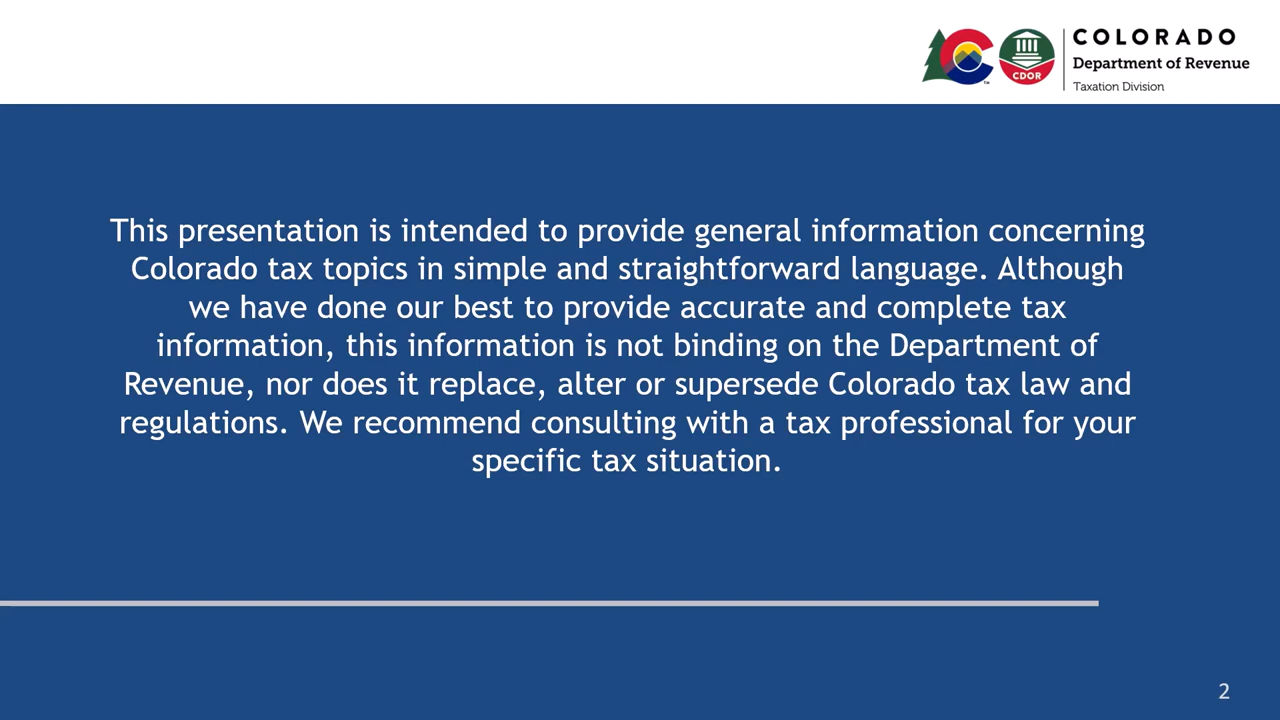 COLORADO
Department of Revenue
CDOR
Taxation Division
This presentation is intended to provide general information concerning
Colorado tax topics in simple and straightforward language. Although
we have done our best to provide accurate and complete tax
information, this information is not binding on the Department of
Revenue, nor does it replace, alter or supersede Colorado tax law and
regulations. We recommend consulting with a tax professional for your
specific tax situation.
2